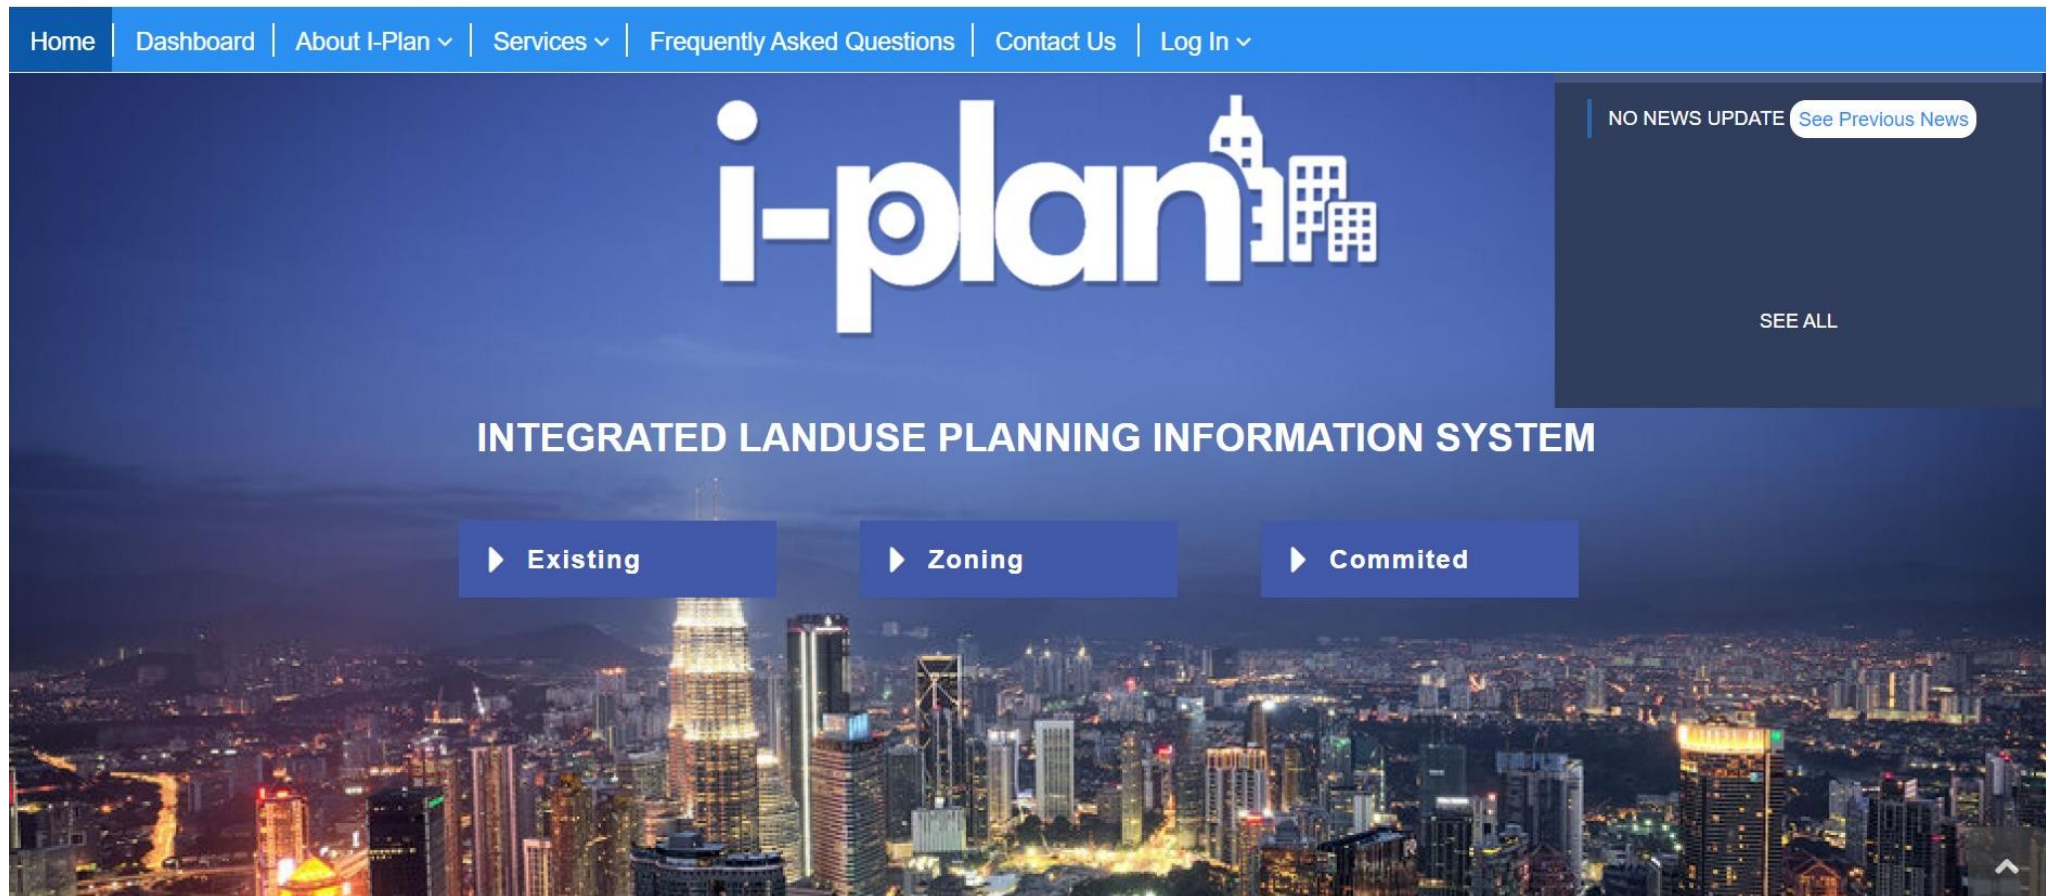 Home Dashboard About I-Plan Services Frequently Asked Questions Contact Us Log In
i-plan
NO NEWS UPDATE See Previous News
SEE ALL
INTEGRATED LANDUSE PLANNING INFORMATION SYSTEM
Existing Zoning Commited